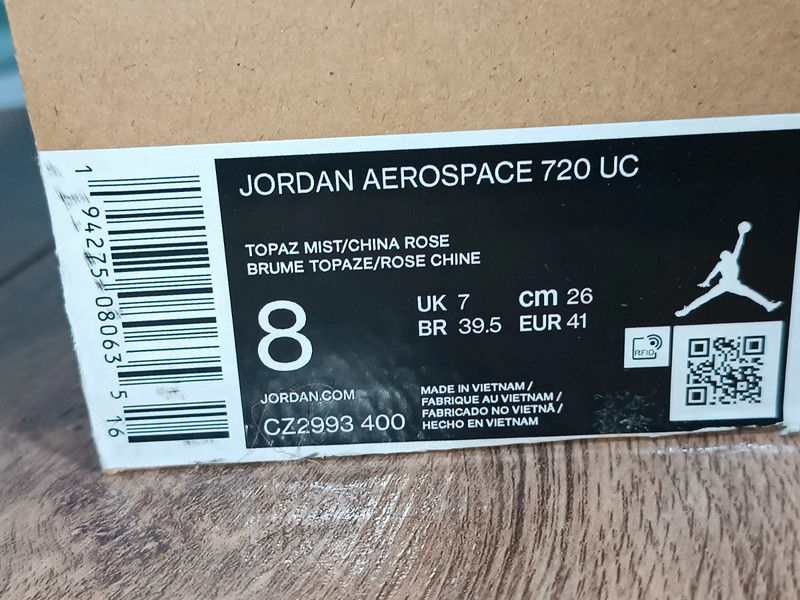 JORDAN AEROSPACE 720 UC
TOPAZ MIST/CHINA ROSE
BRUME TOPAZE/ROSE CHINE
8
UK 7 cm 26
BR 39.5 EUR 41
RFID
JORDAN.COM
CZ2993 400
MADE IN VIETNAM /
FABRIQUE AU VIETNAM /
FABRICADO NO VIETNÃ /
HECHO EN VIETNAM
1 94275 08063 5 16